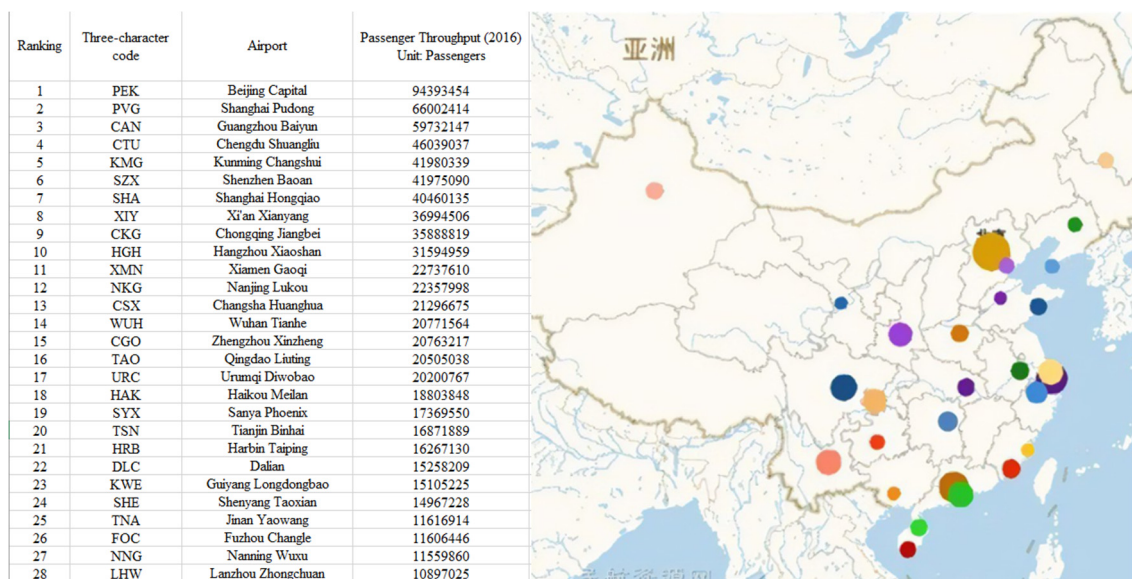 Ranking Three-character code Airport Passenger Throughput (2016) Unit: Passengers
1 PEK Beijing Capital 94393454
2 PVG Shanghai Pudong 66002414
3 CAN Guangzhou Baiyun 59732147
4 CTU Chengdu Shuangliu 46039037
5 KMG Kunming Changshui 41980339
6 SZX Shenzhen Baoan 41975090
7 SHA Shanghai Hongqiao 40460135
8 XIY Xi'an Xianyang 36994506
9 CKG Chongqing Jiangbei 35888819
10 HGH Hangzhou Xiaoshan 31594959
11 XMN Xiamen Gaoqi 22737610
12 NKG Nanjing Lukou 22357998
13 CSX Changsha Huanghua 21296675
14 WUH Wuhan Tianhe 20771564
15 CGO Zhengzhou Xinzheng 20763217
16 TAO Qingdao Liuting 20505038
17 URC Urumqi Diwobao 20200767
18 HAK Haikou Meilan 18803848
19 SYX Sanya Phoenix 17369550
20 TSN Tianjin Binhai 16871889
21 HRB Harbin Taiping 16267130
22 DLC Dalian 15258209
23 KWE Guiyang Longdongbao 15105225
24 SHE Shenyang Taoxian 14967228
25 TNA Jinan Yaowang 11616914
26 FOC Fuzhou Changle 11606446
27 NNG Nanning Wuxu 11559860
28 LHW Lanzhou Zhongchuan 10897025
亚洲